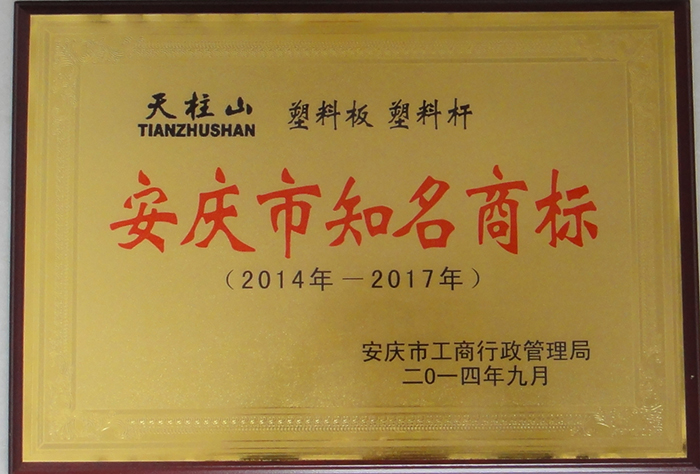 天柱山 塑料板 塑料杆
TIANZHUSHAN
安庆市知名商标
（2014年－2017年）
安庆市工商行政管理局
二0一四年九月